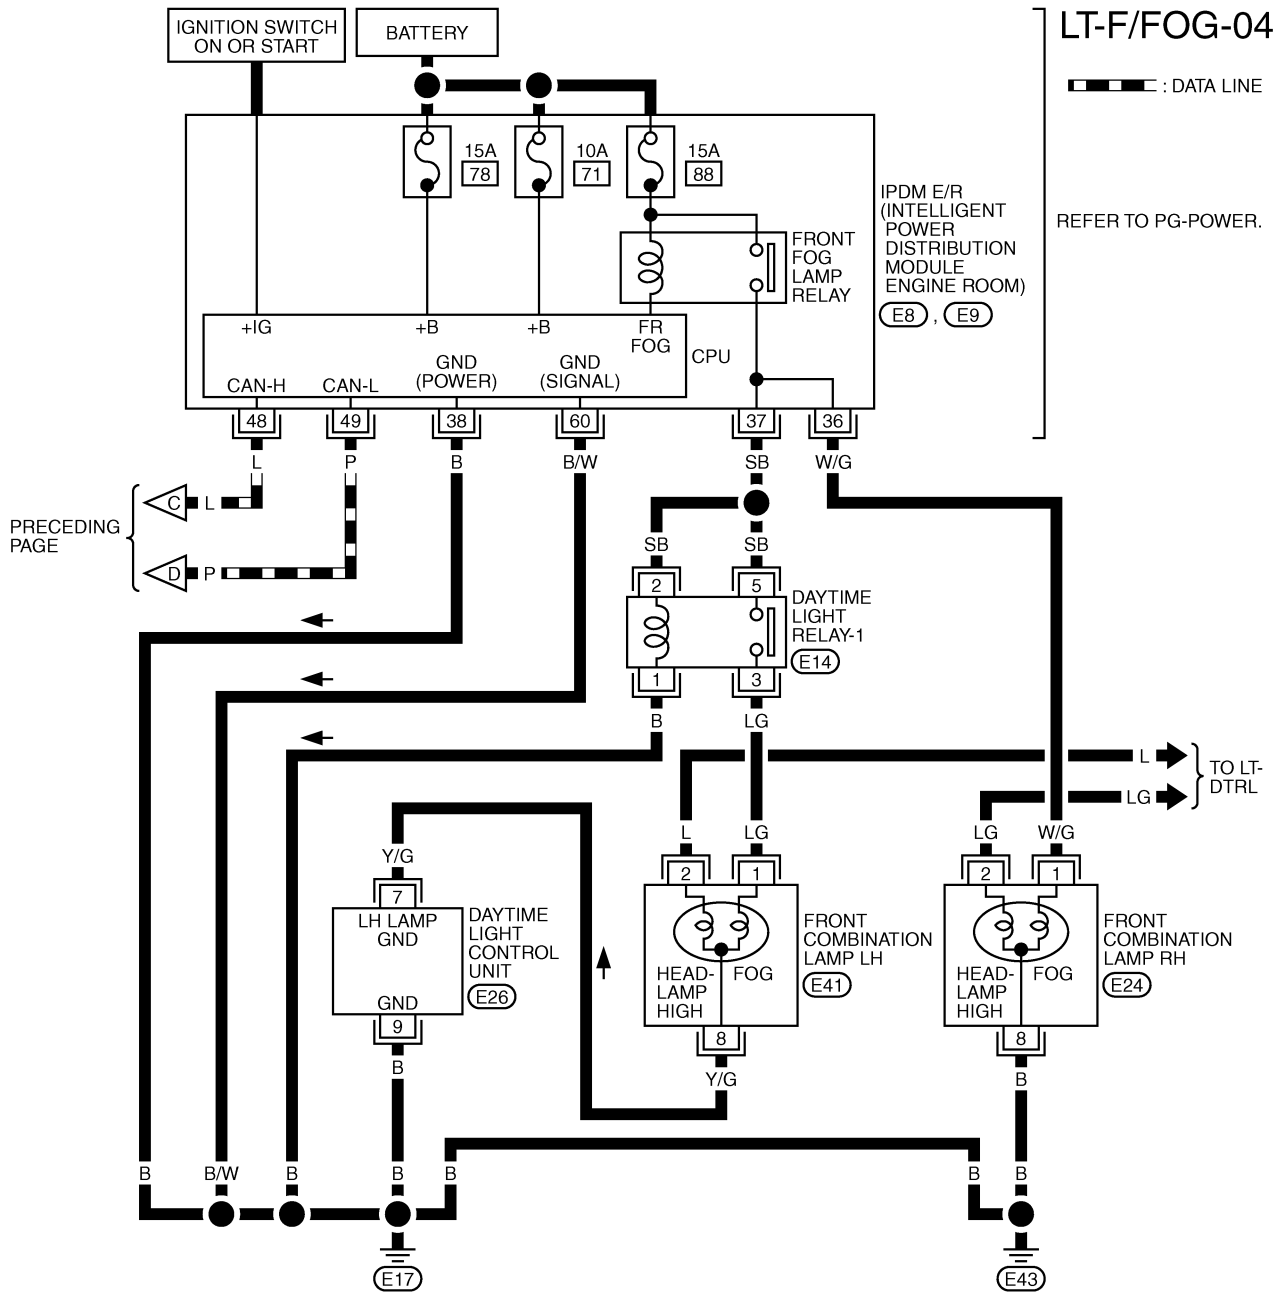 IGNITION SWITCH
ON OR START
BATTERY
LT-F/FOG-04
: DATA LINE
15A
78
10A
71
15A
88
IPDM E/R
(INTELLIGENT
POWER
DISTRIBUTION
MODULE
ENGINE ROOM)
E8 , E9
REFER TO PG-POWER.
FRONT
FOG
LAMP
RELAY
+IG
+B
+B
FR
FOG
CPU
CAN-H
CAN-L
GND
(POWER)
GND
(SIGNAL)
48
49
38
60
37
36
L
P
B
B/W
SB
W/G
PRECEDING
PAGE
C
L
D
P
SB
SB
2
5
DAYTIME
LIGHT
RELAY-1
E14
1
3
B
LG
L
LG
TO LT-
DTRL
L
LG
LG
W/G
Y/G
7
LH LAMP
GND
GND
9
DAYTIME
LIGHT
CONTROL
UNIT
E26
B
2
1
HEAD-
LAMP
HIGH
FOG
8
FRONT
COMBINATION
LAMP LH
E41
Y/G
2
1
HEAD-
LAMP
HIGH
FOG
8
FRONT
COMBINATION
LAMP RH
E24
B
B
B/W
B
B
B
B
B
E17
E43